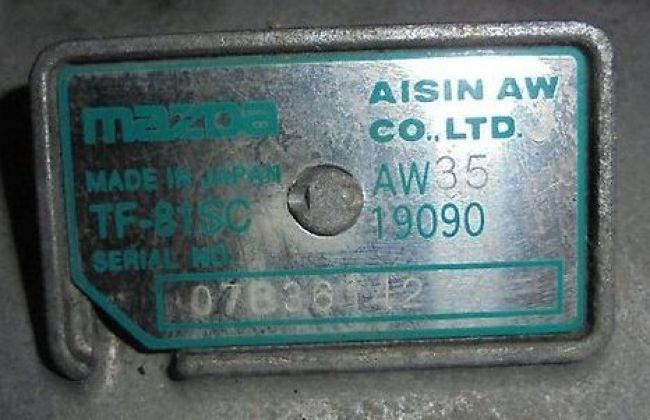 mazda
MADE IN JAPAN
TF-81SC
SERIAL NO
AISIN AW
CO.,LTD.
AW35
19090